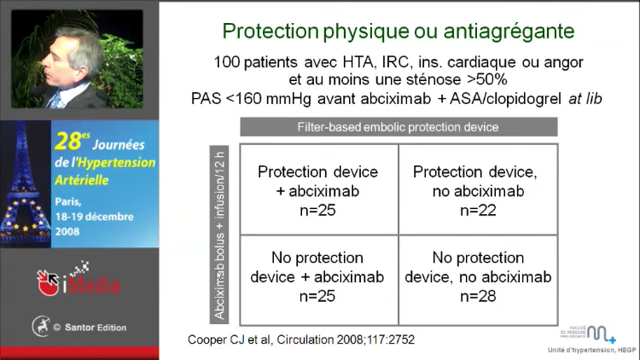 Protection physique ou antiagrégante
100 patients avec HTA, IRC, ins. cardiaque ou angor
et au moins une sténose >50%
PAS <160 mmHg avant abciximab + ASA/clopidogrel at lib
Filter-based embolic protection device
Abciximab bolus + infusion/12 h
Protection device
+ abciximab
n=25
Protection device,
no abciximab
n=22
No protection
device + abciximab
n=25
No protection
device, no abciximab
n=28
Cooper CJ et al, Circulation 2008;117:2752
Unité d'hypertension, HEGP
28es Journées
de l'Hypertension
Artérielle
Paris,
18-19 décembre
2008
iMedia
© Santor Edition